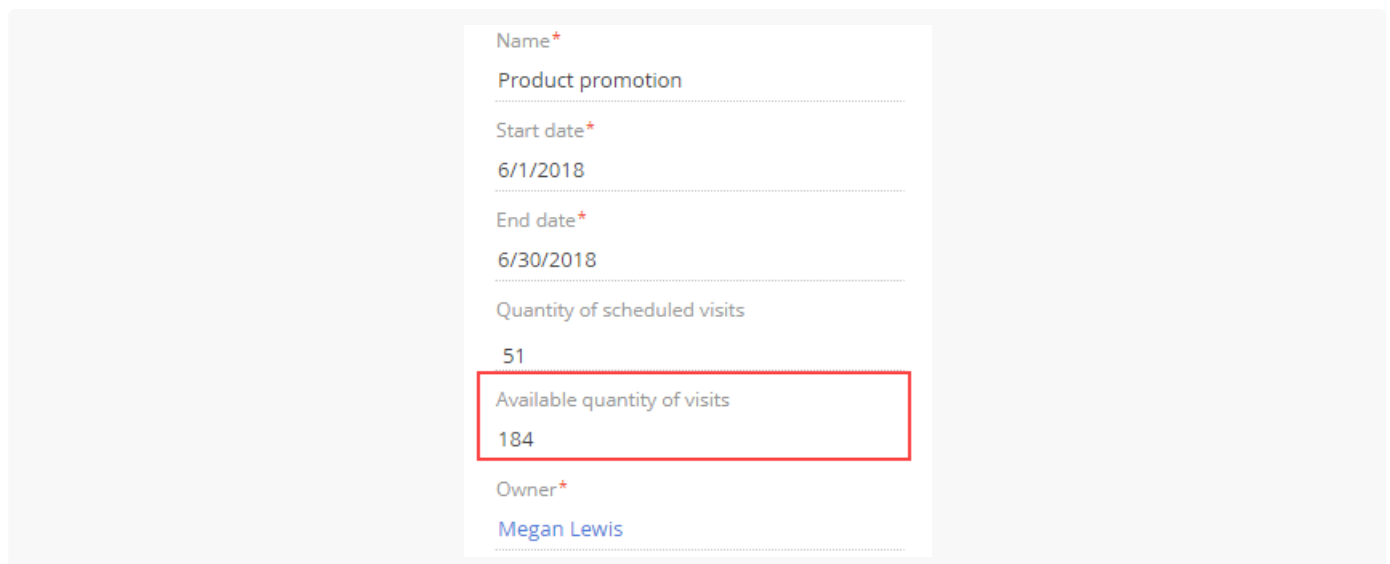 Name*
Product promotion
Start date*
6/1/2018
End date*
6/30/2018
Quantity of scheduled visits
51
Available quantity of visits
184
Owner*
Megan Lewis